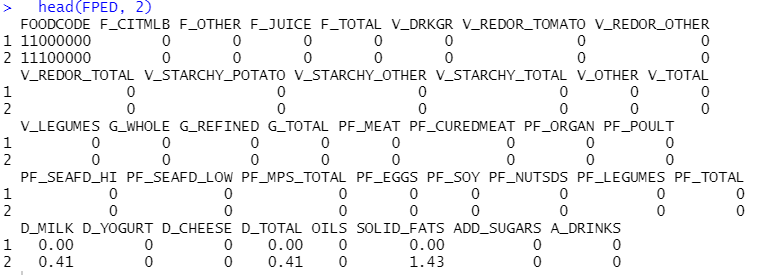 > head(FPED, 2)
FOODCODE F_CITMLB F_OTHER F_JUICE F_TOTAL V_DRKGR V_REDOR_TOMATO V_REDOR_OTHER
1 11000000 0 0 0 0 0 0 0
2 11100000 0 0 0 0 0 0 0
V_REDOR_TOTAL V_STARCHY_POTATO V_STARCHY_OTHER V_STARCHY_TOTAL V_OTHER V_TOTAL
1 0 0 0 0 0 0
2 0 0 0 0 0 0
V_LEGUMES G_WHOLE G_REFINED G_TOTAL PF_MEAT PF_CUREDMEAT PF_ORGAN PF_POULT
1 0 0 0 0 0 0 0 0
2 0 0 0 0 0 0 0 0
PF_SEAFD_HI PF_SEAFD_LOW PF_MPS_TOTAL PF_EGGS PF_SOY PF_NUTSDS PF_LEGUMES PF_TOTAL
1 0 0 0 0 0 0 0 0
2 0 0 0 0 0 0 0 0
D_MILK D_YOGURT D_CHEESE D_TOTAL OILS SOLID_FATS ADD_SUGARS A_DRINKS
1 0.00 0 0 0.00 0 0.00 0 0
2 0.41 0 0 0.41 0 1.43 0 0